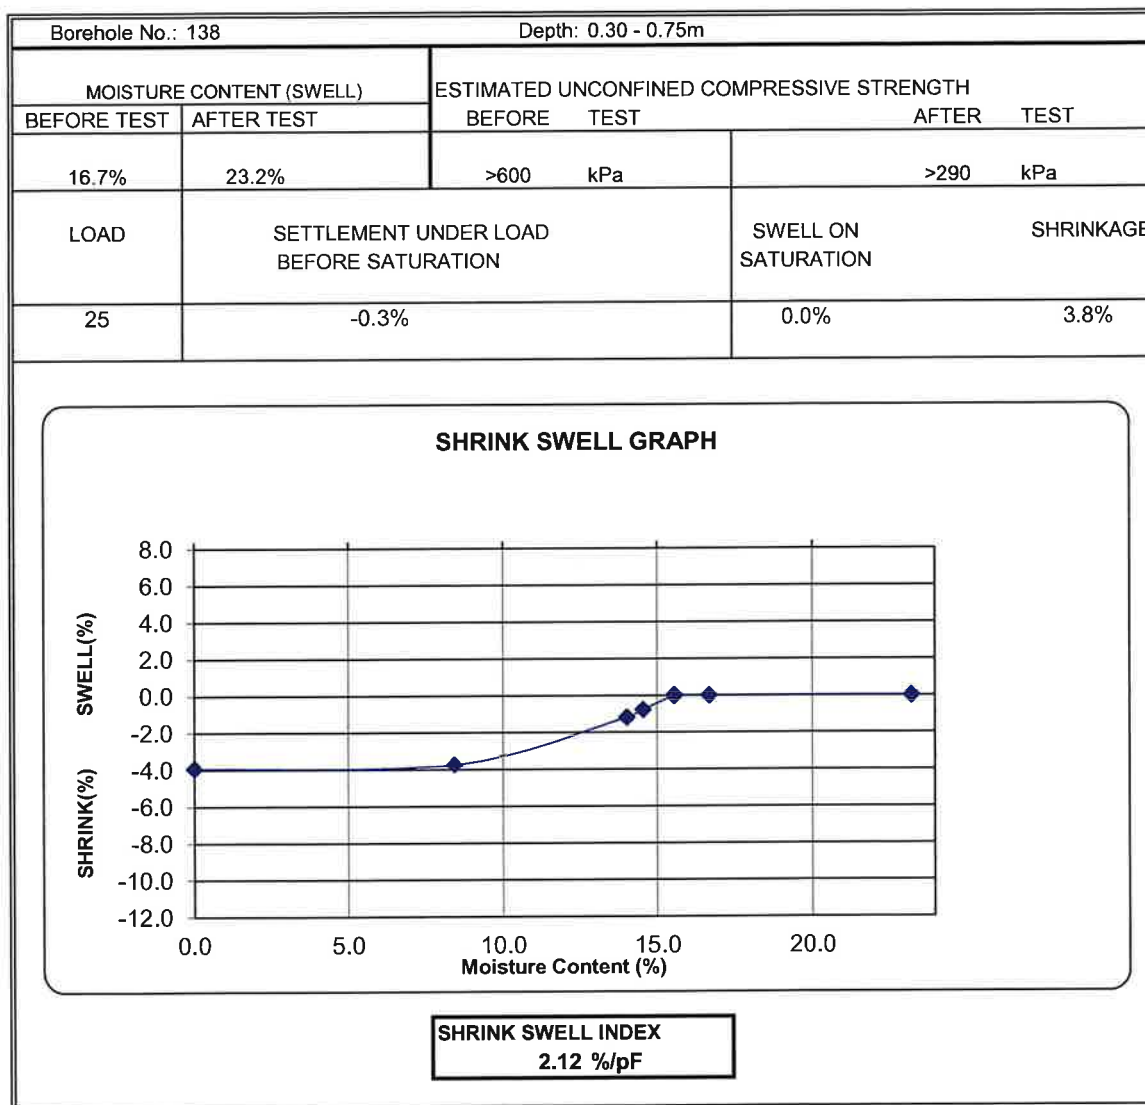 Borehole No.: 138 Depth: 0.30 - 0.75m
MOISTURE CONTENT (SWELL) ESTIMATED UNCONFINED COMPRESSIVE STRENGTH
BEFORE TEST AFTER TEST BEFORE TEST AFTER TEST
16.7% 23.2% >600 kPa >290 kPa
LOAD SETTLEMENT UNDER LOAD SWELL ON SHRINKAGE
BEFORE SATURATION SATURATION
25 -0.3% 0.0% 3.8%
SHRINK SWELL GRAPH
SHRINK(%) SWELL(%)
8.0
6.0
4.0
2.0
0.0
-2.0
-4.0
-6.0
-8.0
-10.0
-12.0
0.0 5.0 10.0 15.0 20.0
Moisture Content (%)
SHRINK SWELL INDEX
2.12 %/pF